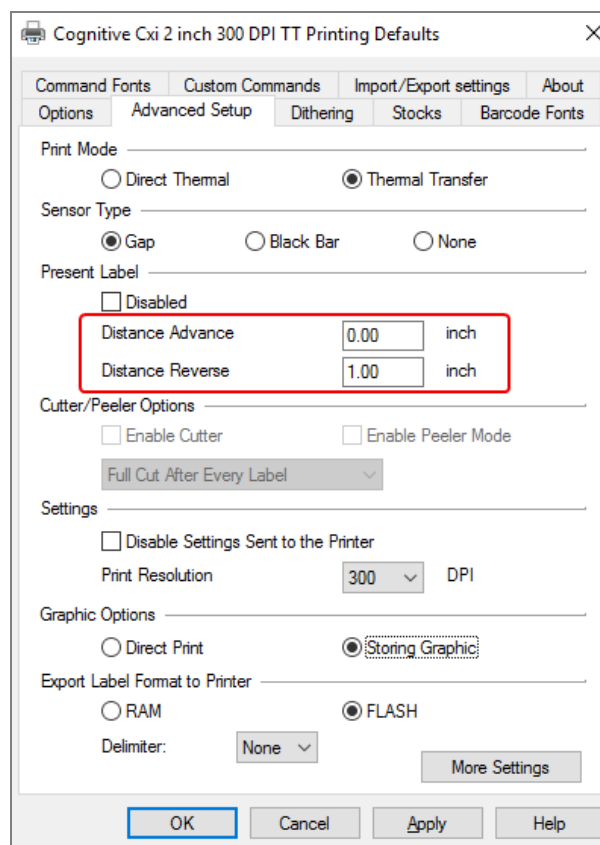 Cognitive Cxi 2 inch 300 DPI TT Printing Defaults
Command Fonts Custom Commands Import/Export settings About
Options Advanced Setup Dithering Stocks Barcode Fonts
Print Mode
Direct Thermal Thermal Transfer
Sensor Type
Gap Black Bar None
Present Label
Disabled
Distance Advance 0.00 inch
Distance Reverse 1.00 inch
Cutter/Peeler Options
Enable Cutter Enable Peeler Mode
Full Cut After Every Label
Settings
Disable Settings Sent to the Printer
Print Resolution 300 DPI
Graphic Options
Direct Print Storing Graphic
Export Label Format to Printer
RAM FLASH
Delimiter: None
More Settings
OK Cancel Apply Help